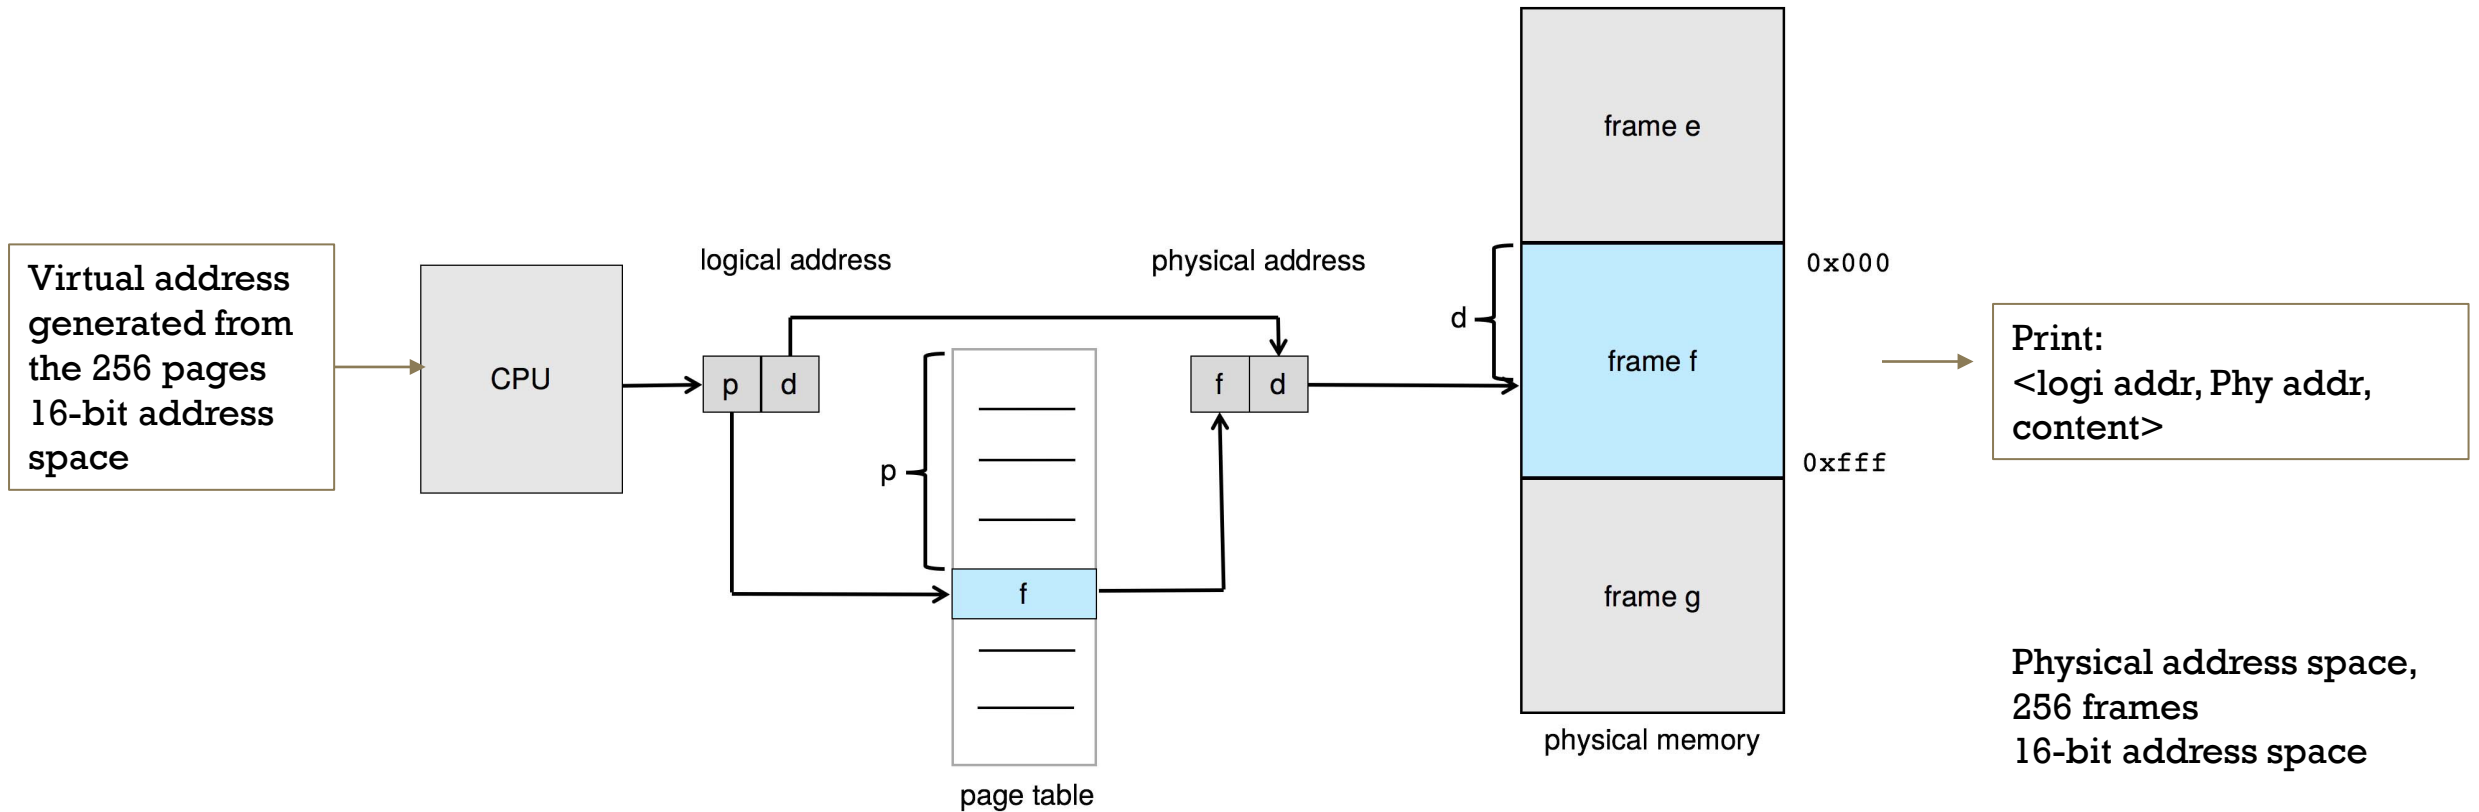 Virtual address
generated from
the 256 pages
16-bit address
space
CPU
logical address
p d
p
f
page table
physical address
f d
d
frame e
frame f
frame g
0x000
0xfff
physical memory
Print:
<logi addr, Phy addr,
content>
Physical address space,
256 frames
16-bit address space